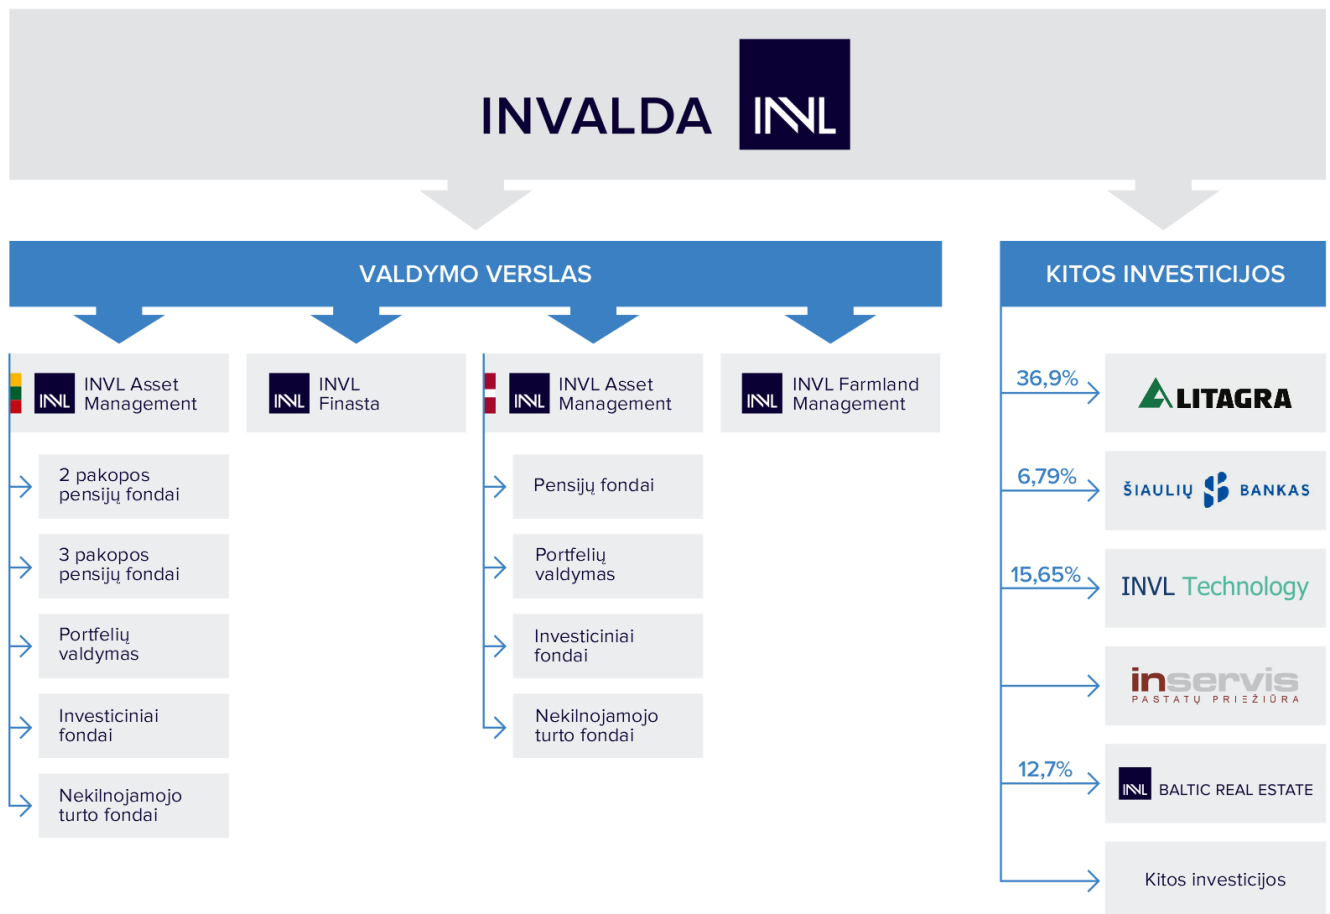 INVALDA INVL
VALDYMO VERSLAS
INVL INVL Asset
Management
2 pakopos
pensijų fondai
3 pakopos
pensijų fondai
Portfelių
valdymas
Investiciniai
fondai
Nekilnojamojo
turto fondai
INVL INVL
Finasta
INVL INVL Asset
Management
Pensijų fondai
Portfelių
valdymas
Investiciniai
fondai
Nekilnojamojo
turto fondai
INVL INVL Farmland
Management
KITOS INVESTICIJOS
36,9%
LITAGRA
6,79%
ŠIAULIŲ BANKAS
15,65%
INVL Technology
inservis
PASTATŲ PRIEŽIŪRA
12,7%
INVL BALTIC REAL ESTATE
Kitos investicijos